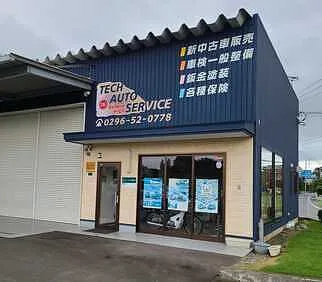 新中古車販売
車検一般整備
鈑金塗装
各種保険
TECH
AUTO
SERVICE
☎0296-52-0778